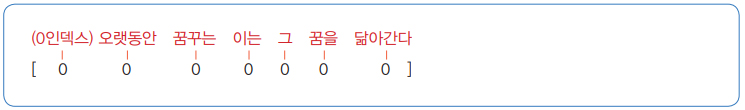 (0인덱스) 오랫동안 꿈꾸는 이는 그 꿈을 닮아간다
[ 0 0 0 0 0 0 0 ]